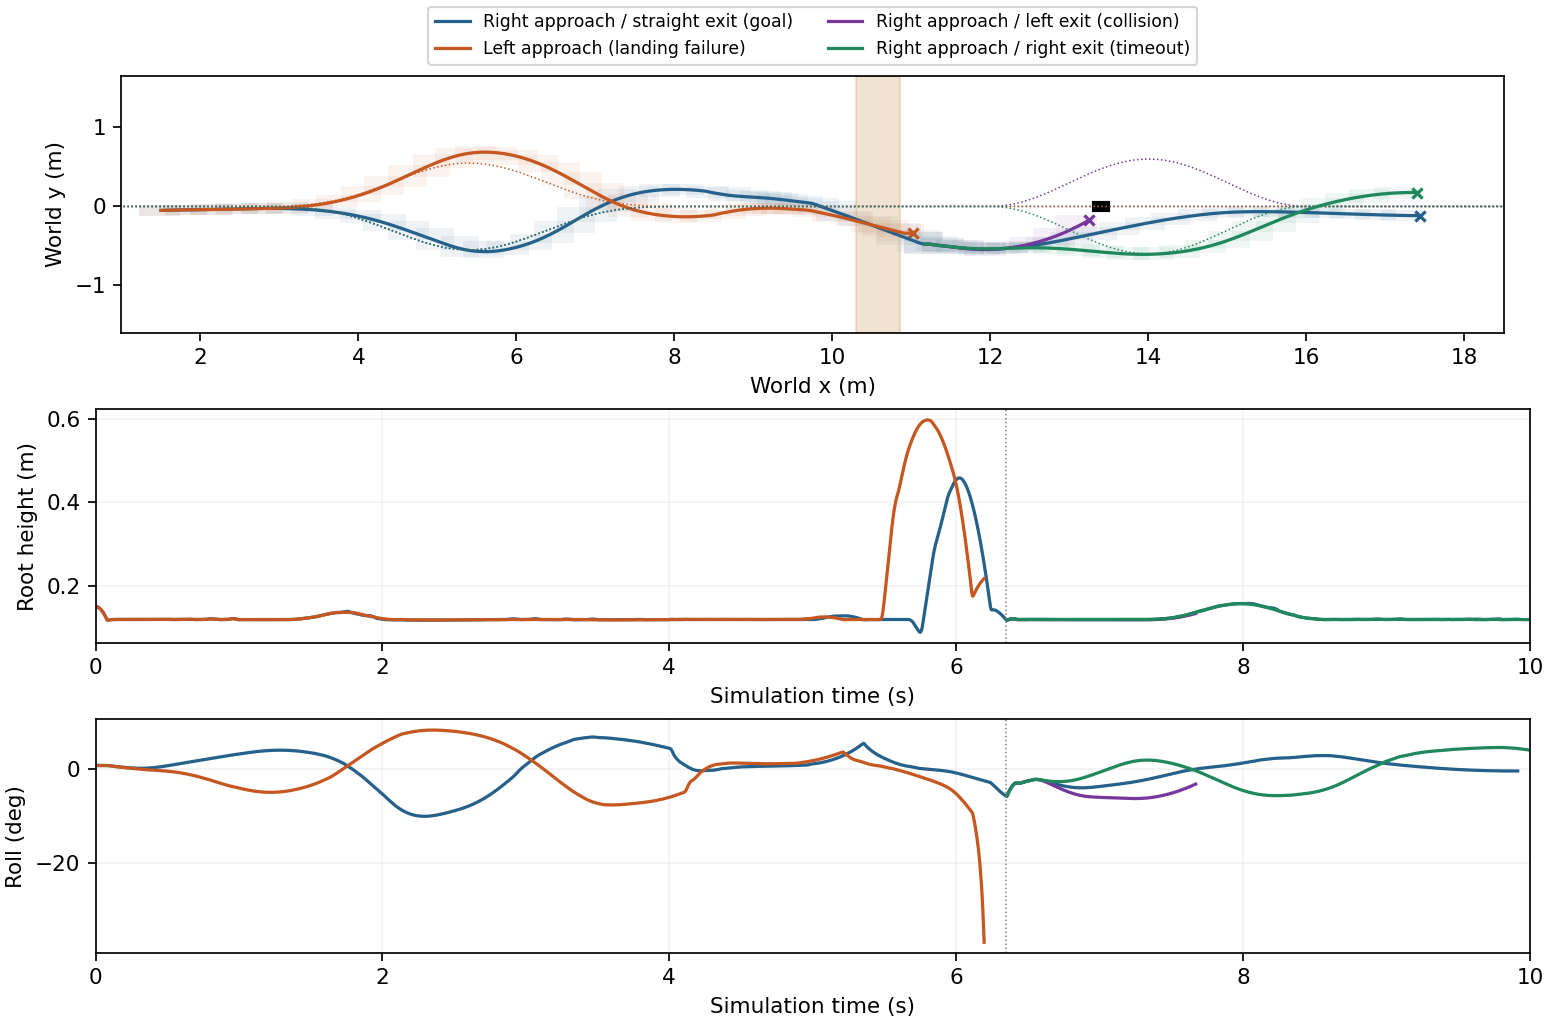 Right approach / straight exit (goal)
Left approach (landing failure)
Right approach / left exit (collision)
Right approach / right exit (timeout)
World y (m)
1
0
−1
2 4 6 8 10 12 14 16 18
World x (m)
Root height (m)
0.6
0.4
0.2
0 2 4 6 8 10
Simulation time (s)
Roll (deg)
0
−20
0 2 4 6 8 10
Simulation time (s)